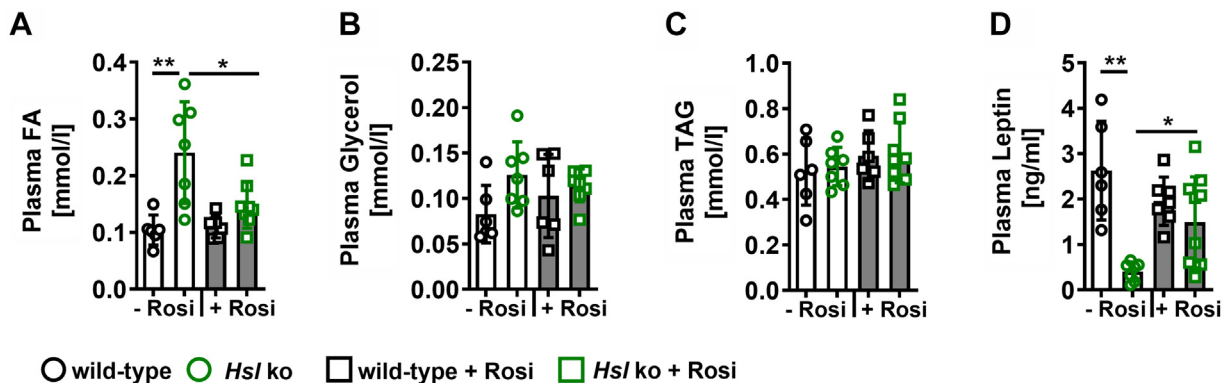 A
Plasma FA
[mmol/l]
0.4
0.3
0.2
0.1
0.0
**
*
- Rosi + Rosi
B
Plasma Glycerol
[mmol/l]
0.25
0.20
0.15
0.10
0.05
0.00
- Rosi + Rosi
C
Plasma TAG
[mmol/l]
1.0
0.8
0.6
0.4
0.2
0.0
- Rosi + Rosi
D
Plasma Leptin
[ng/ml]
5
4
3
2
1
0
**
*
- Rosi + Rosi
wild-type Hsl ko wild-type + Rosi Hsl ko + Rosi